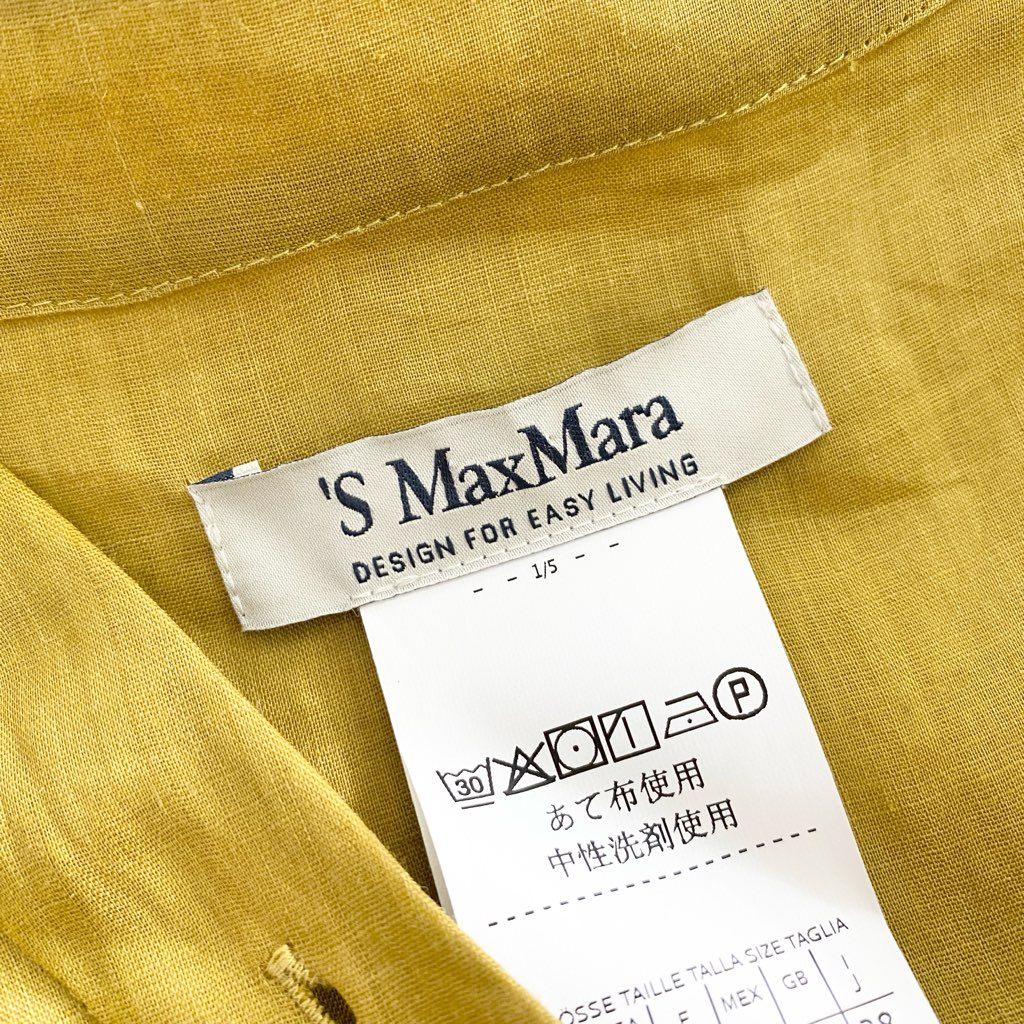 'S MaxMara
DESIGN FOR EASY LIVING
- - 1/5 - -
30 P
あて布使用
中性洗剤使用
ÖSSE TAILLE TALLA SIZE TAGLIA
MEX GB I
J